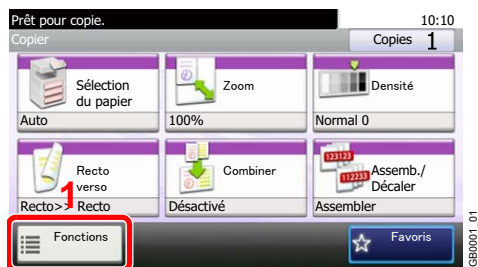 Prêt pour copie.
10:10
Copier
Copies 1
Sélection
du papier
Auto
Zoom
100%
Densité
Normal 0
Recto
verso
Recto>> Recto
1
Combiner
Désactivé
123123
112233
Assemb./
Décaler
Assembler
Fonctions
Favoris
GB0001_01